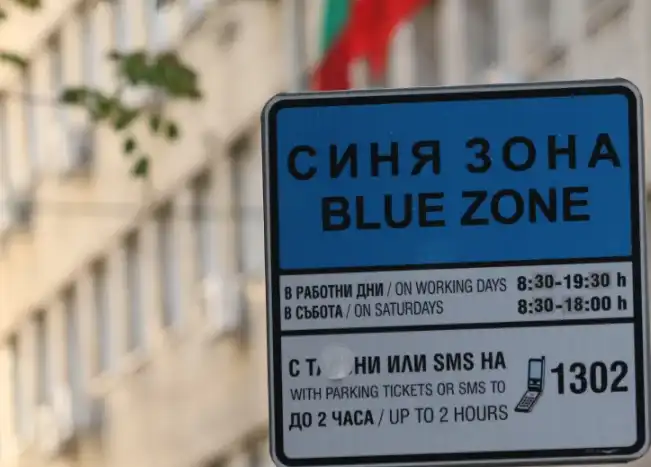 СИНЯ ЗОНА
BLUE ZONE
В РАБОТНИ ДНИ / ON WORKING DAYS 8:30-19:30 h
В СЪБОТА / ON SATURDAYS 8:30-18:00 h
С ИЛИ SMS НА
WITH PARKING TICKETS OR SMS TO
1302
ДО 2 ЧАСА / UP TO 2 HOURS